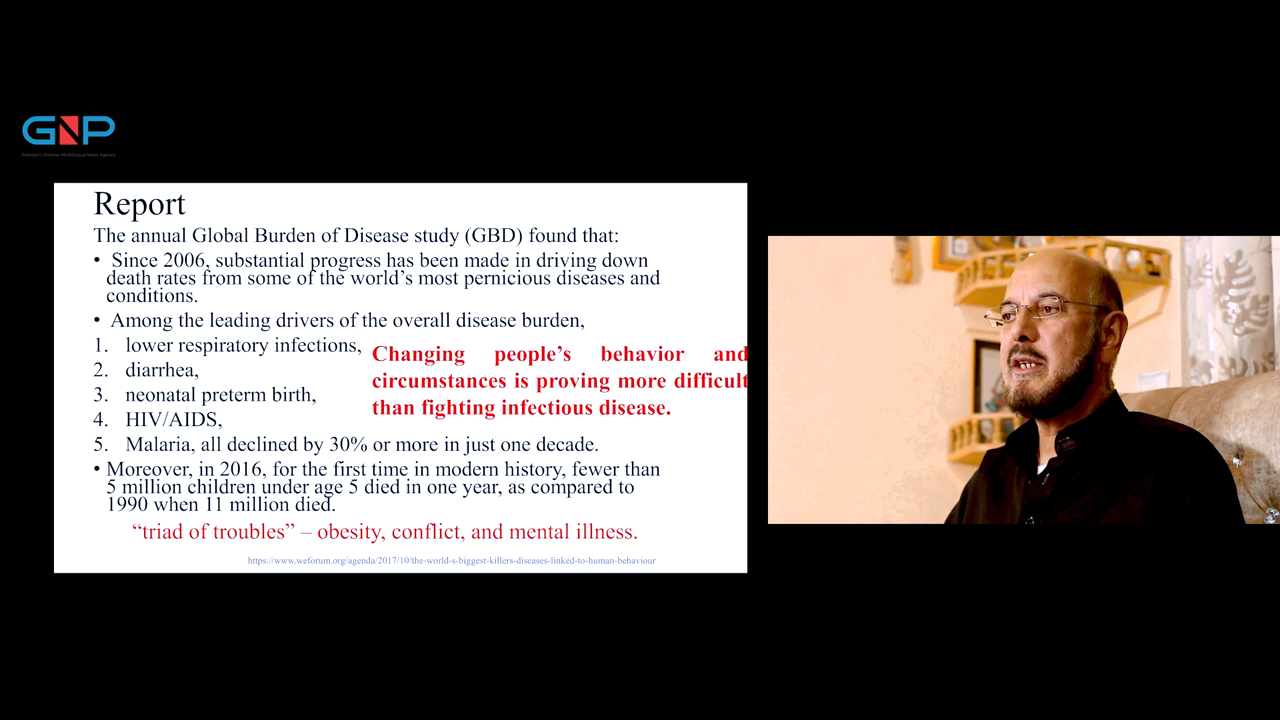 GNP
Pakistan's Premier Multilingual News Agency
Report
The annual Global Burden of Disease study (GBD) found that:
• Since 2006, substantial progress has been made in driving down
death rates from some of the world's most pernicious diseases and
conditions.
• Among the leading drivers of the overall disease burden,
1. lower respiratory infections,
2. diarrhea,
3. neonatal preterm birth,
4. HIV/AIDS,
5. Malaria, all declined by 30% or more in just one decade.
Changing people's behavior and
circumstances is proving more difficult
than fighting infectious disease.
• Moreover, in 2016, for the first time in modern history, fewer than
5 million children under age 5 died in one year, as compared to
1990 when 11 million died.
“triad of troubles” – obesity, conflict, and mental illness.
https://www.weforum.org/agenda/2017/10/the-world-s-biggest-killers-diseases-linked-to-human-behaviour